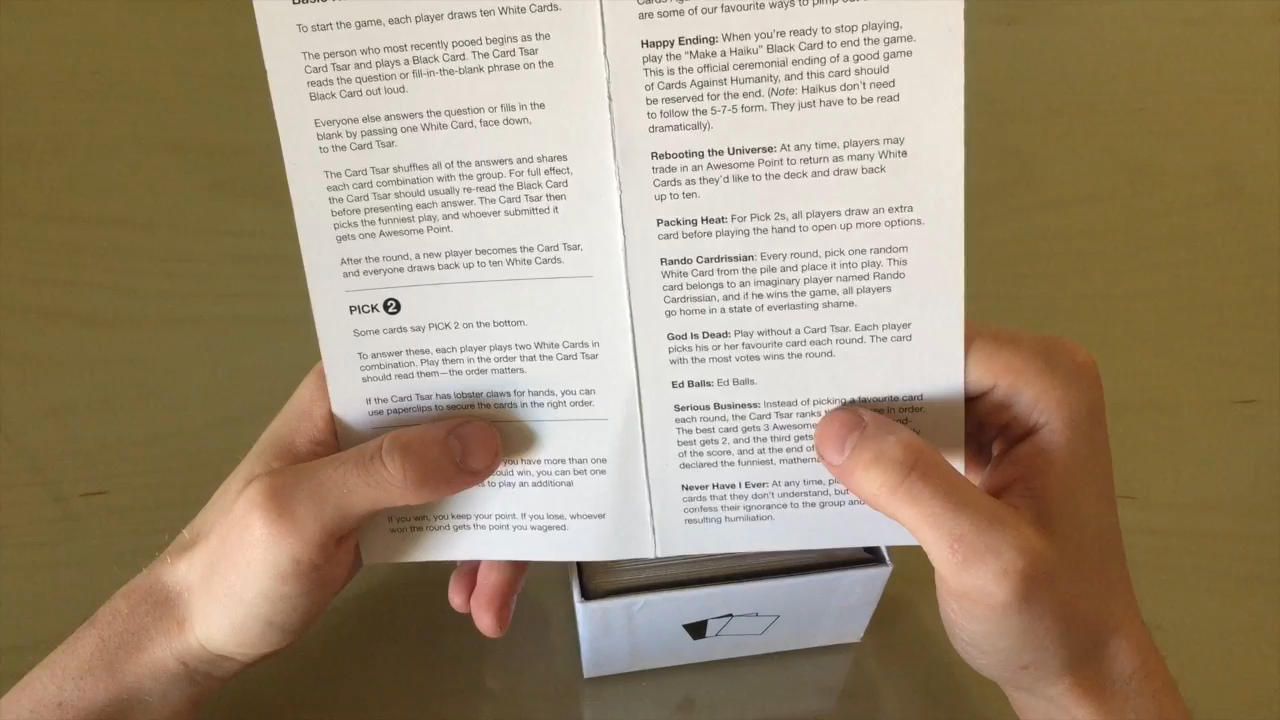 To start the game, each player draws ten White Cards.
The person who most recently pooed begins as the
Card Tsar and plays a Black Card. The Card Tsar
reads the question or fill-in-the-blank phrase on the
Black Card out loud.
Everyone else answers the question or fills in the
blank by passing one White Card, face down,
to the Card Tsar.
The Card Tsar shuffles all of the answers and shares
each card combination with the group. For full effect,
the Card Tsar should usually re-read the Black Card
before presenting each answer. The Card Tsar then
picks the funniest play, and whoever submitted it
gets one Awesome Point.
After the round, a new player becomes the Card Tsar,
and everyone draws back up to ten White Cards.
PICK 2
Some cards say PICK 2 on the bottom.
To answer these, each player plays two White Cards in
combination. Play them in the order that the Card Tsar
should read them—the order matters.
If the Card Tsar has lobster claws for hands, you can
use paperclips to secure the cards in the right order.
you have more than one
could win, you can bet one
to play an additional
If you win, you keep your point. If you lose, whoever
won the round gets the point you wagered.
are some of our favourite ways to pimp out
Happy Ending: When you're ready to stop playing,
play the “Make a Haiku” Black Card to end the game.
This is the official ceremonial ending of a good game
of Cards Against Humanity, and this card should
be reserved for the end. (Note: Haikus don't need
to follow the 5-7-5 form. They just have to be read
dramatically).
Rebooting the Universe: At any time, players may
trade in an Awesome Point to return as many White
Cards as they'd like to the deck and draw back
up to ten.
Packing Heat: For Pick 2s, all players draw an extra
card before playing the hand to open up more options.
Rando Cardrissian: Every round, pick one random
White Card from the pile and place it into play. This
card belongs to an imaginary player named Rando
Cardrissian, and if he wins the game, all players
go home in a state of everlasting shame.
God Is Dead: Play without a Card Tsar. Each player
picks his or her favourite card each round. The card
with the most votes wins the round.
Ed Balls: Ed Balls.
Serious Business: Instead of picking a favourite card
each round, the Card Tsar ranks in order.
The best card gets 3 Awesome
best gets 2, and the third gets
of the score, and at the end of
declared the funniest,
Never Have I Ever: At any time,
cards that they don't understand, but
confess their ignorance to the group and
resulting humiliation.